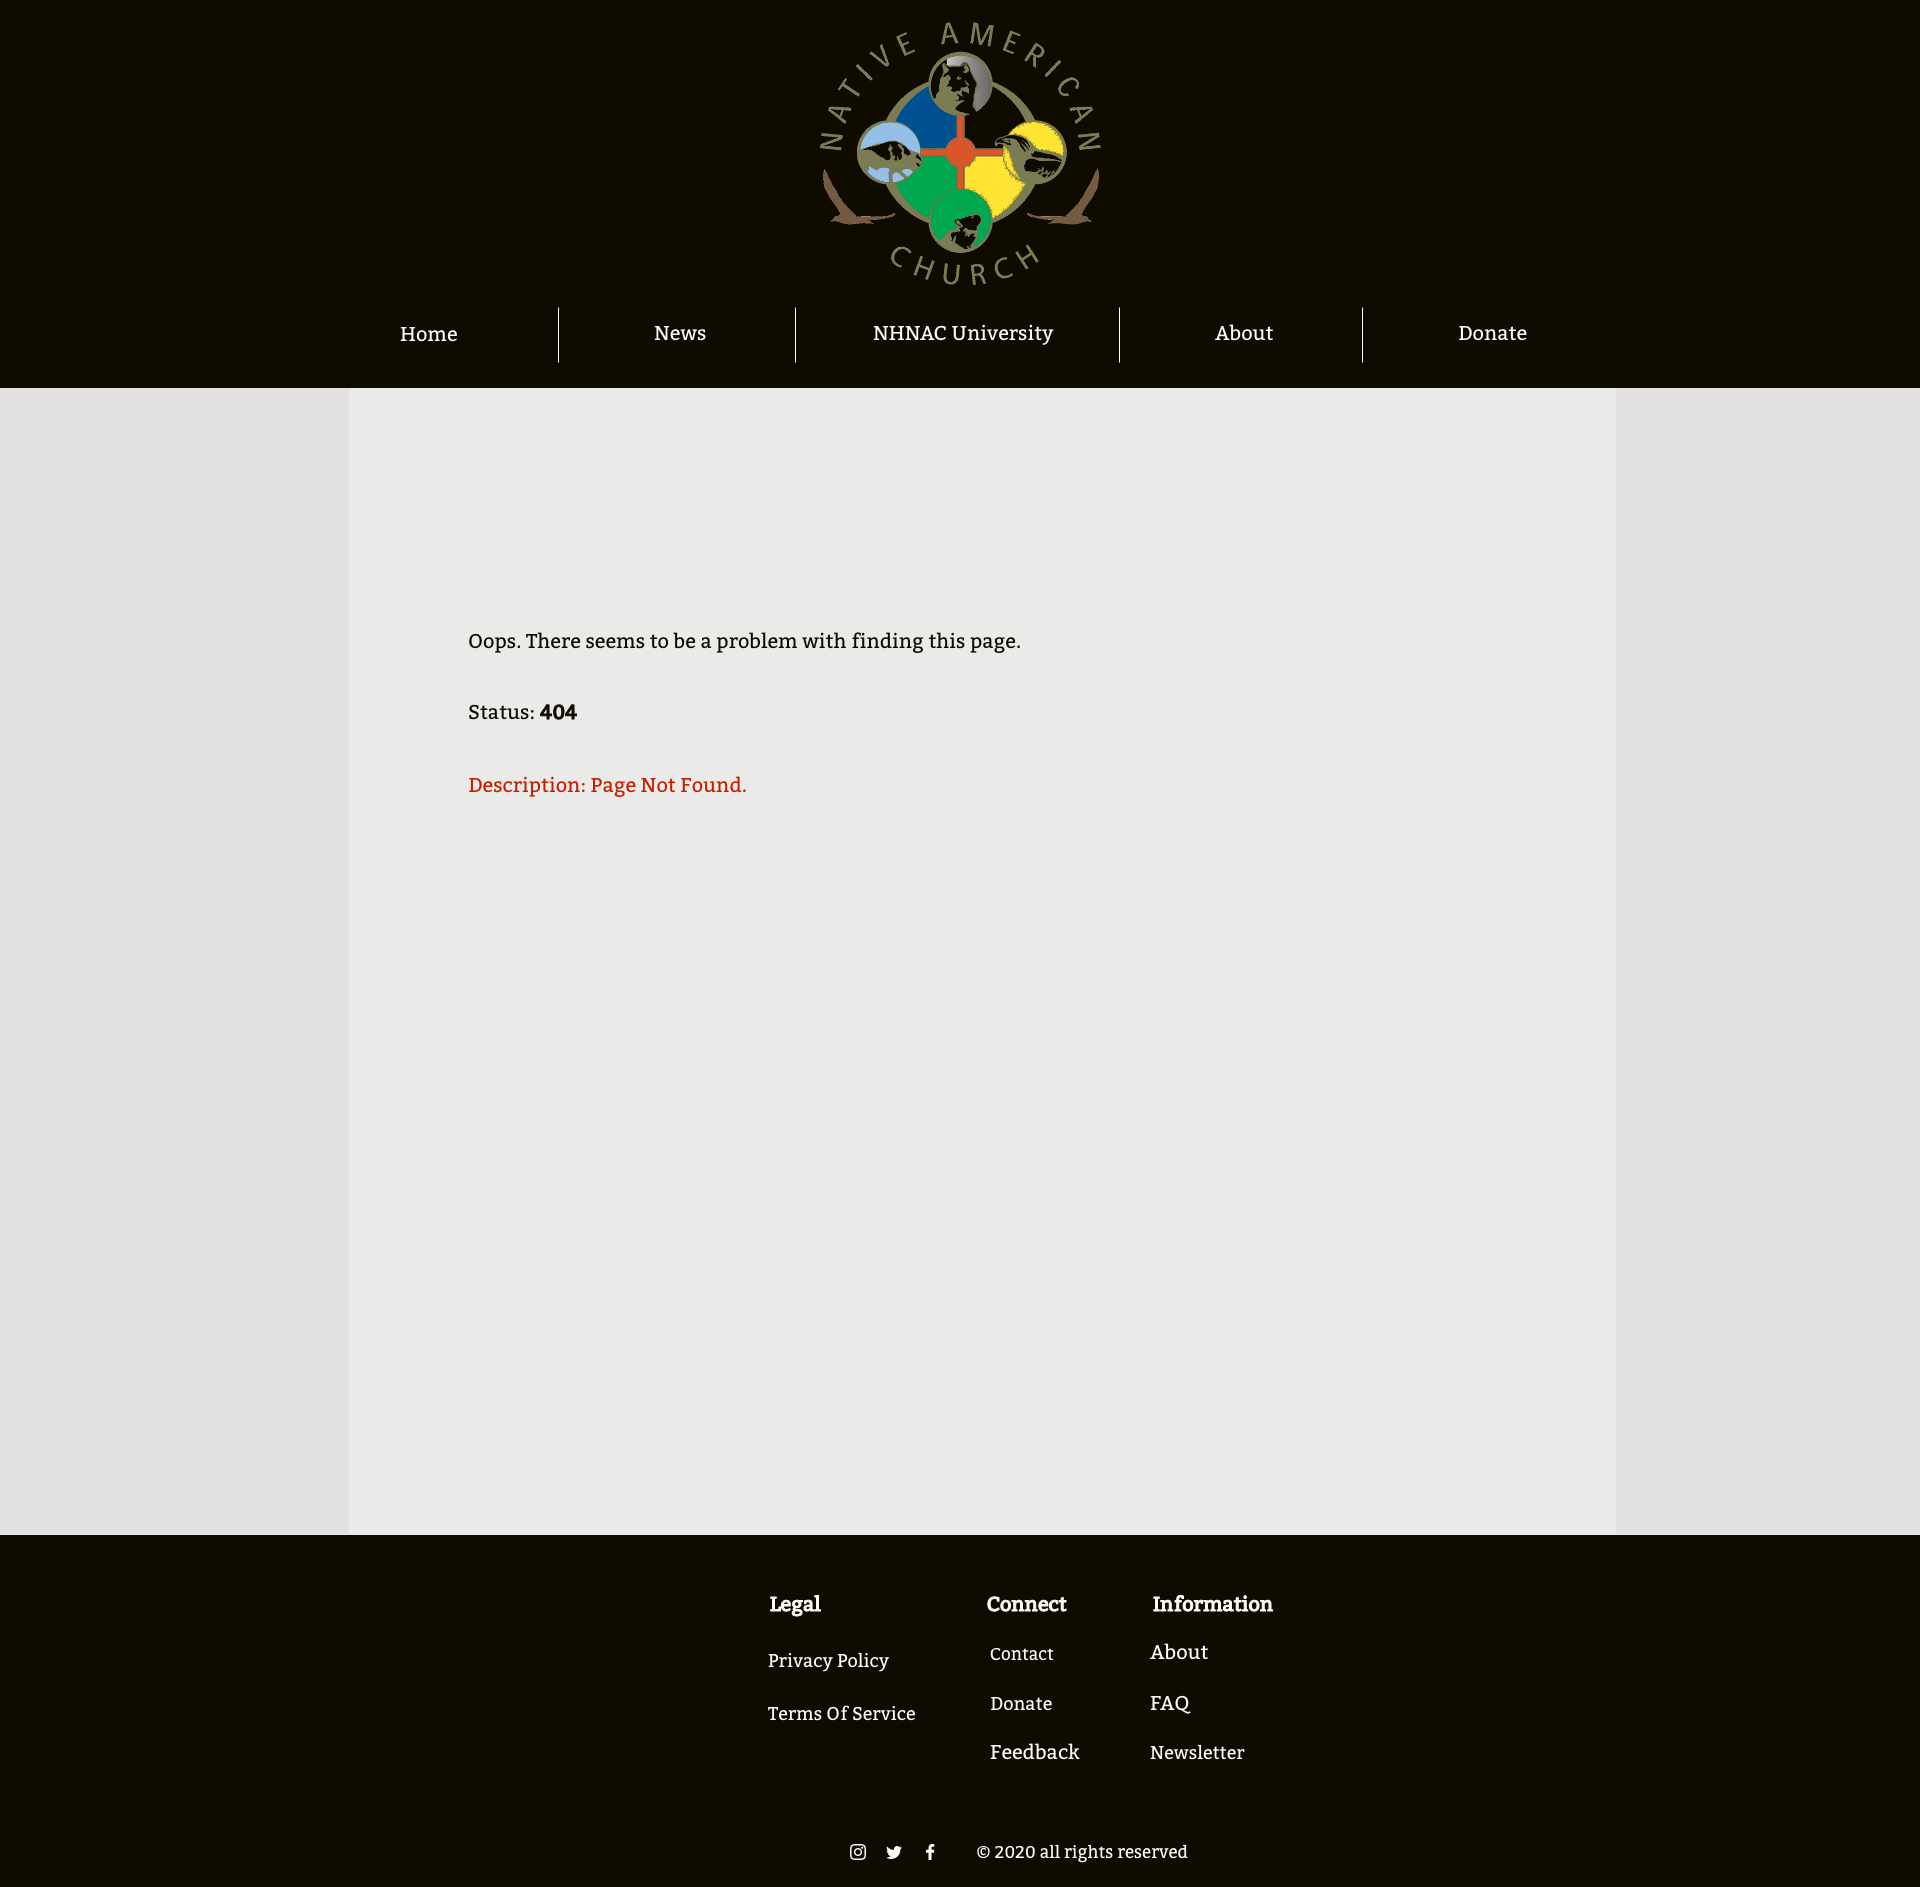 NATIVE AMERICAN
CHURCH
Home News NHNAC University About Donate
Oops. There seems to be a problem with finding this page.
Status: 404
Description: Page Not Found.
Legal Connect Information
Privacy Policy Contact About
Terms Of Service Donate FAQ
Feedback Newsletter
© 2020 all rights reserved